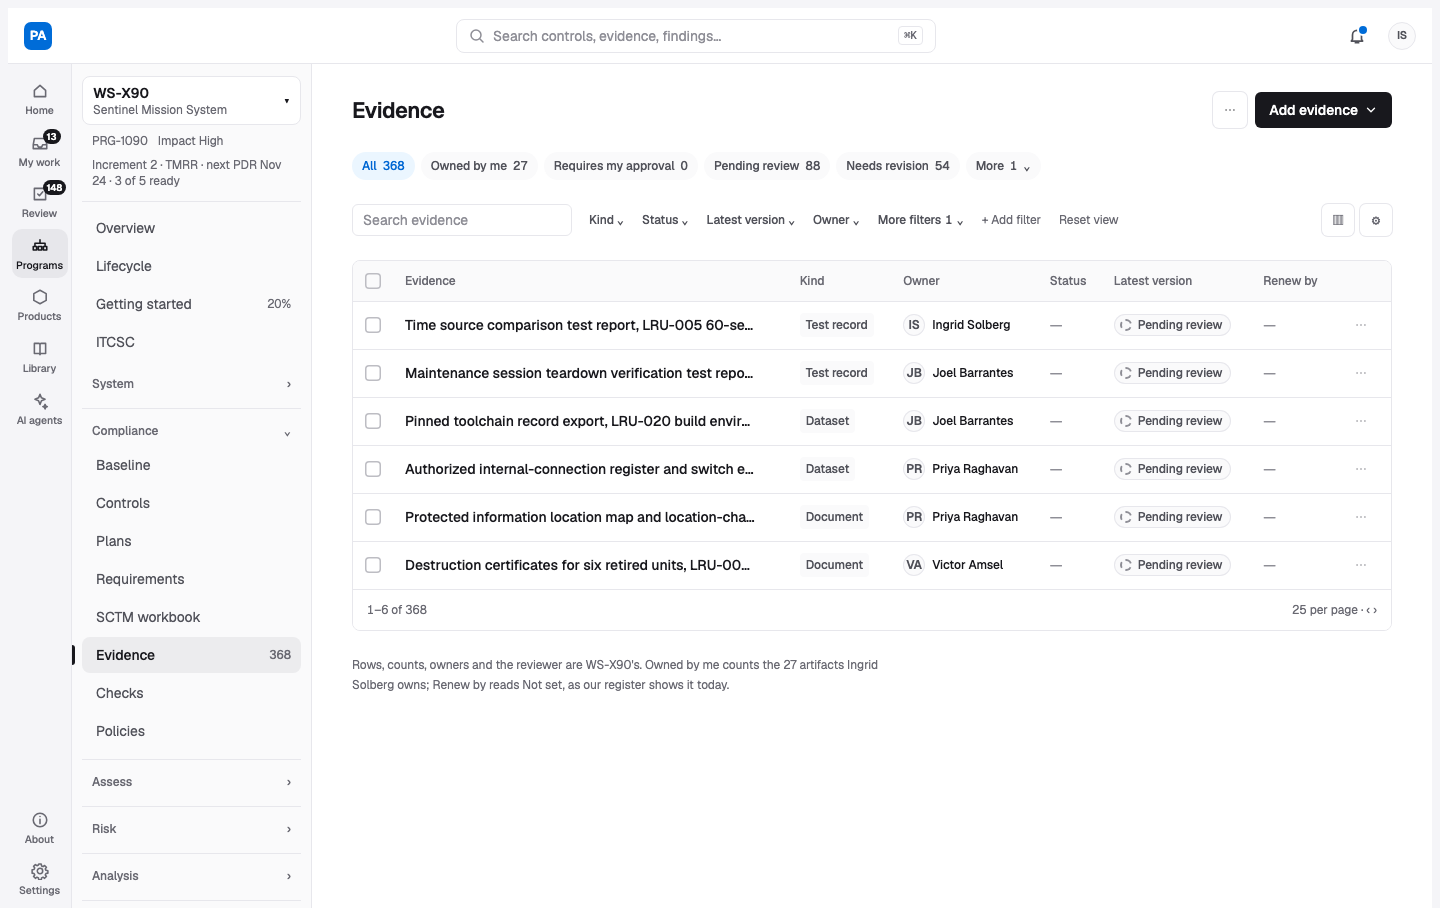 PA
Search controls, evidence, findings...
⌘K
IS
Home
13
My work
148
Review
Programs
Products
Library
AI agents
About
Settings
WS-X90
Sentinel Mission System
PRG-1090 Impact High
Increment 2 · TMRR · next PDR Nov
24 · 3 of 5 ready
Overview
Lifecycle
Getting started 20%
ITCSC
System
Compliance
Baseline
Controls
Plans
Requirements
SCTM workbook
Evidence 368
Checks
Policies
Assess
Risk
Analysis
Evidence
Add evidence
All 368 Owned by me 27 Requires my approval 0 Pending review 88 Needs revision 54 More 1
Search evidence Kind Status Latest version Owner More filters 1 + Add filter Reset view
Evidence Kind Owner Status Latest version Renew by
Time source comparison test report, LRU-005 60-se... Test record IS Ingrid Solberg — Pending review —
Maintenance session teardown verification test repo... Test record JB Joel Barrantes — Pending review —
Pinned toolchain record export, LRU-020 build envir... Dataset JB Joel Barrantes — Pending review —
Authorized internal-connection register and switch e... Dataset PR Priya Raghavan — Pending review —
Protected information location map and location-cha... Document PR Priya Raghavan — Pending review —
Destruction certificates for six retired units, LRU-00... Document VA Victor Amsel — Pending review —
1–6 of 368 25 per page · ‹ ›
Rows, counts, owners and the reviewer are WS-X90's. Owned by me counts the 27 artifacts Ingrid
Solberg owns; Renew by reads Not set, as our register shows it today.